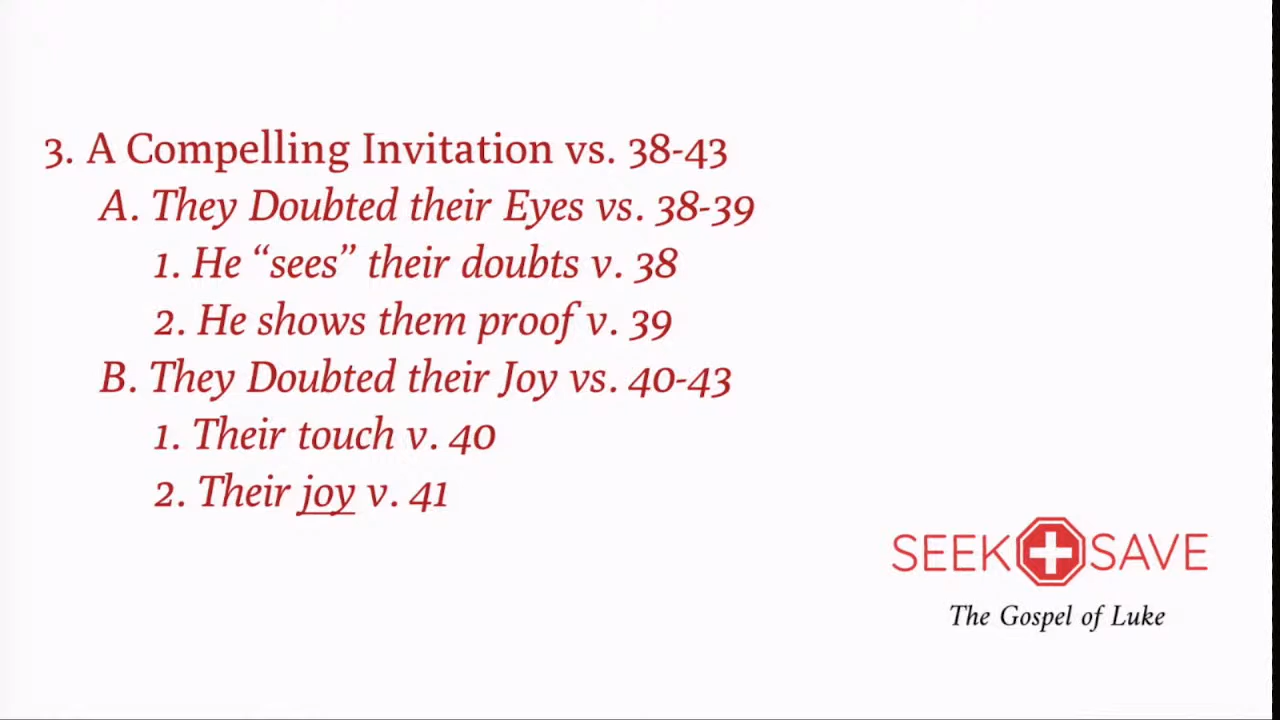 3. A Compelling Invitation vs. 38-43
A. They Doubted their Eyes vs. 38-39
1. He “sees” their doubts v. 38
2. He shows them proof v. 39
B. They Doubted their Joy vs. 40-43
1. Their touch v. 40
2. Their joy v. 41
SEEK SAVE
The Gospel of Luke